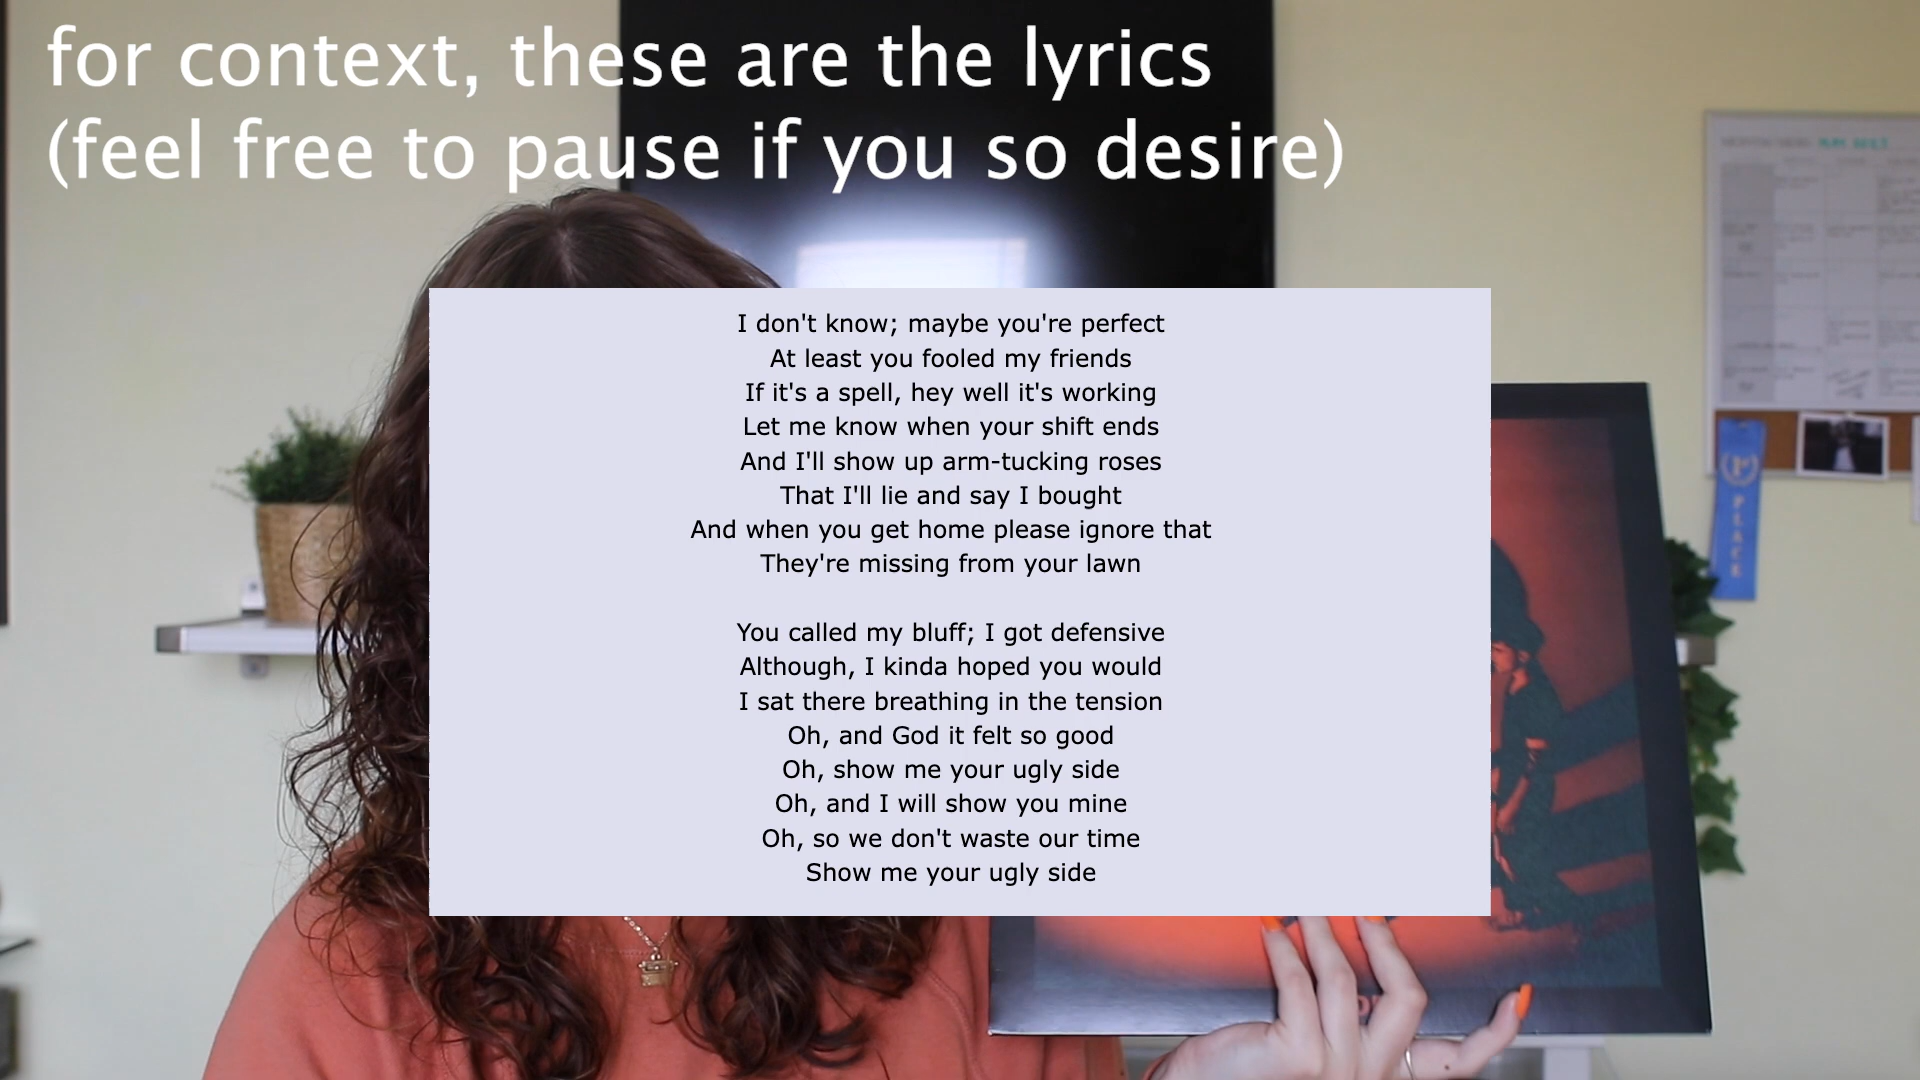 for context, these are the lyrics
(feel free to pause if you so desire)
I don't know; maybe you're perfect
At least you fooled my friends
If it's a spell, hey well it's working
Let me know when your shift ends
And I'll show up arm-tucking roses
That I'll lie and say I bought
And when you get home please ignore that
They're missing from your lawn

You called my bluff; I got defensive
Although, I kinda hoped you would
I sat there breathing in the tension
Oh, and God it felt so good
Oh, show me your ugly side
Oh, and I will show you mine
Oh, so we don't waste our time
Show me your ugly side
1st
PLACE